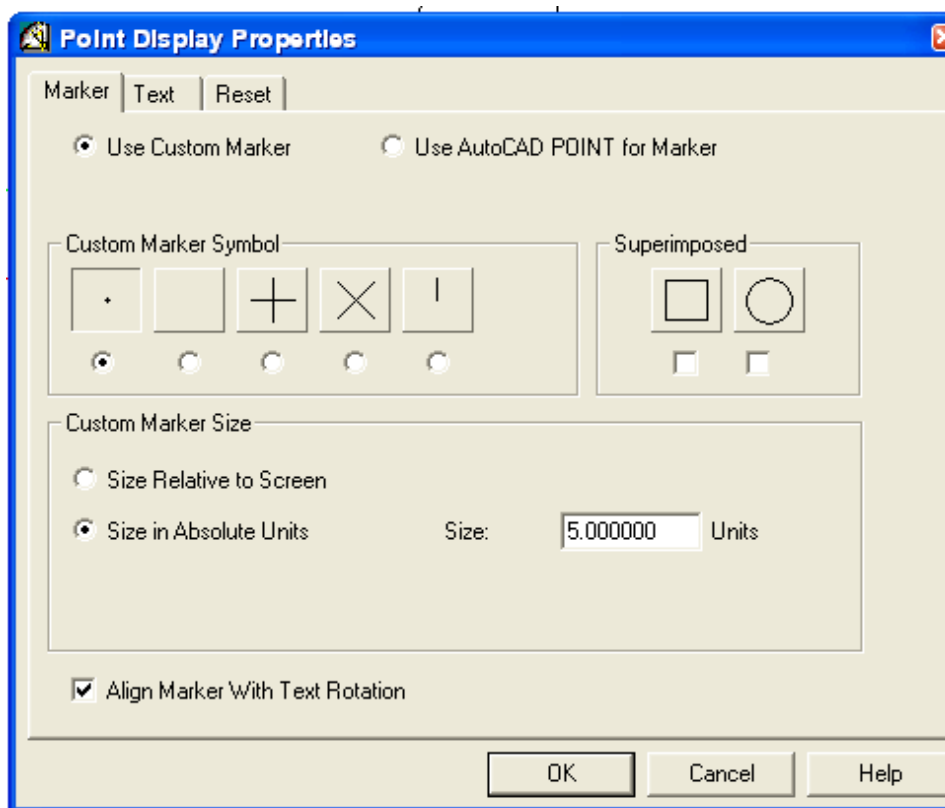 Point Display Properties
Marker Text Reset
Use Custom Marker Use AutoCAD POINT for Marker
Custom Marker Symbol Superimposed
Custom Marker Size
Size Relative to Screen
Size in Absolute Units Size: 5.000000 Units
Align Marker With Text Rotation
OK Cancel Help